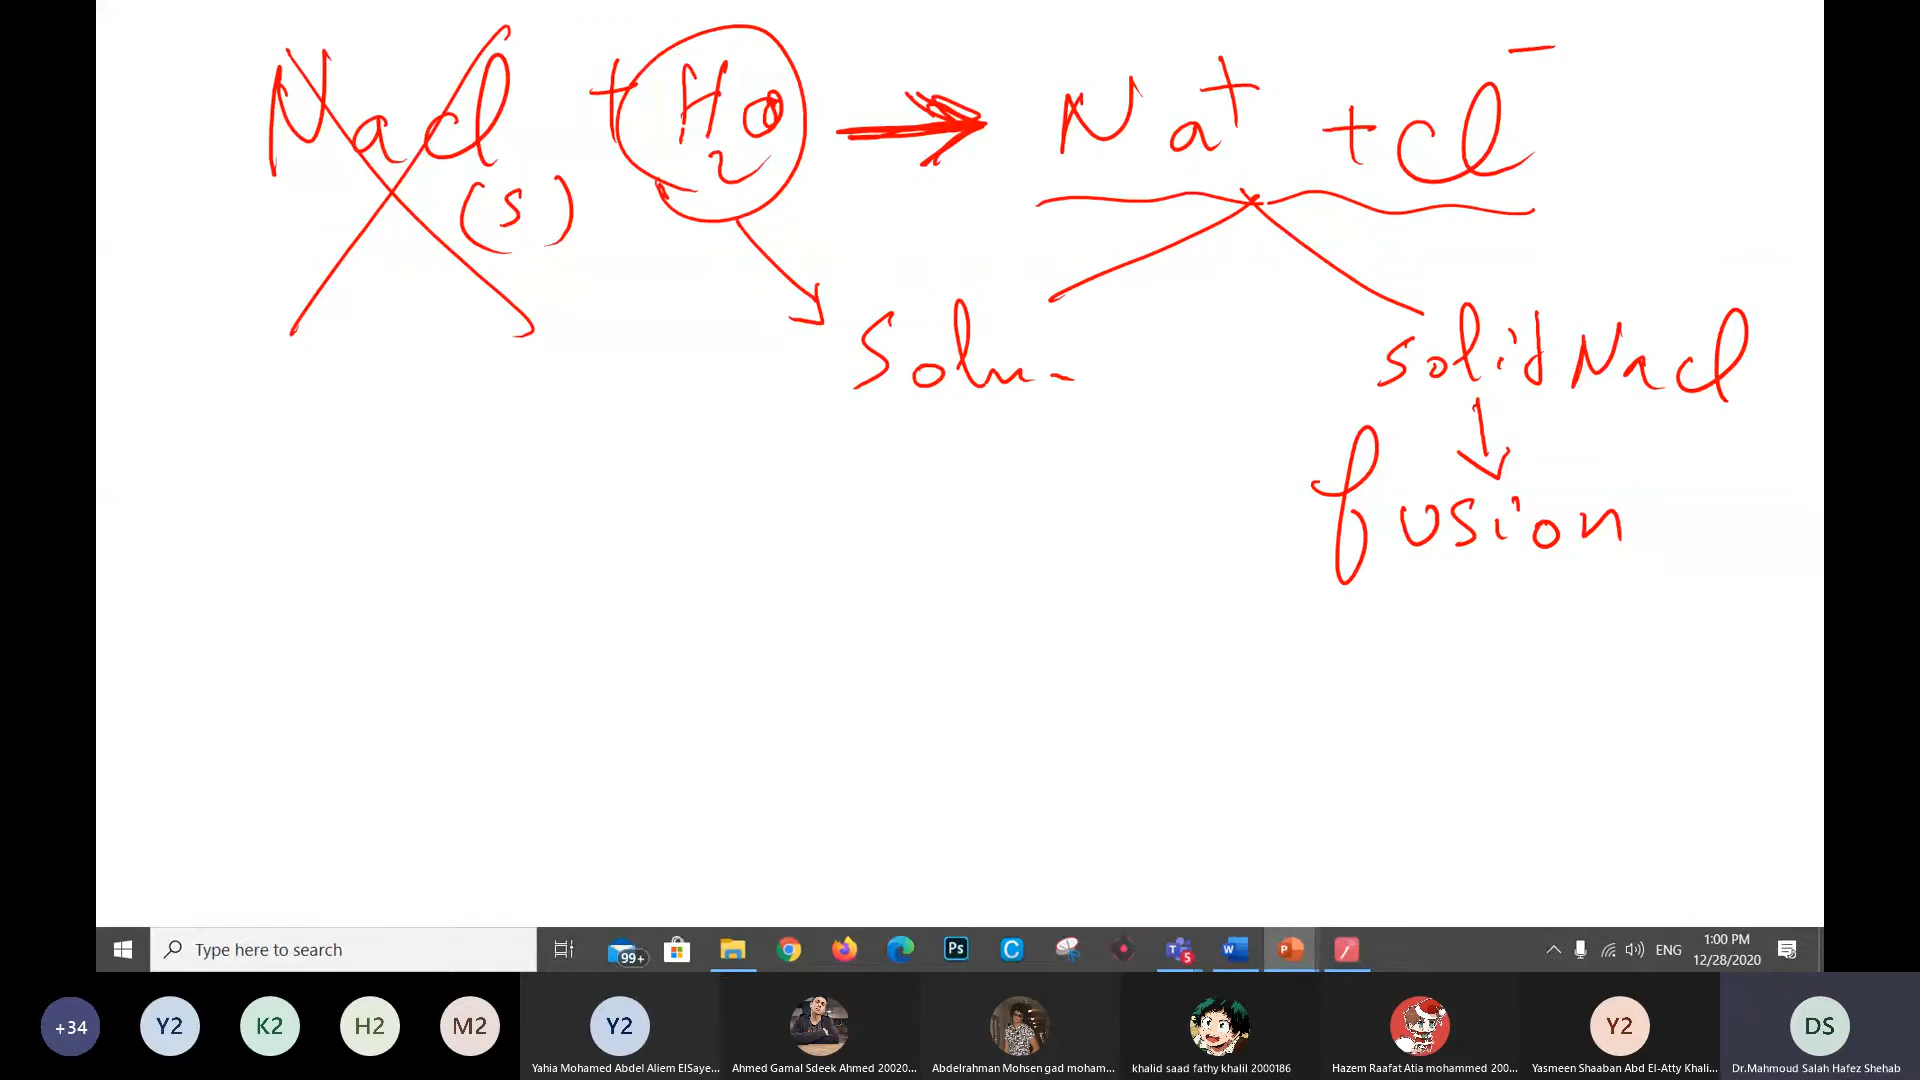 Nacl + H2O → Na+ + Cl-
(s)
Solu-
solid Nacl
fusion
Type here to search
99+
Ps
C
5
W
P
ENG
1:00 PM
12/28/2020
+34
Y2
K2
H2
M2
Y2
Y2
DS
Yahia Mohamed Abdel Aliem ElSaye...
Ahmed Gamal Sdeek Ahmed 20020...
Abdelrahman Mohsen gad moham...
khalid saad fathy khalil 2000186
Hazem Raafat Atia mohammed 200...
Yasmeen Shaaban Abd El-Atty Khali...
Dr.Mahmoud Salah Hafez Shehab